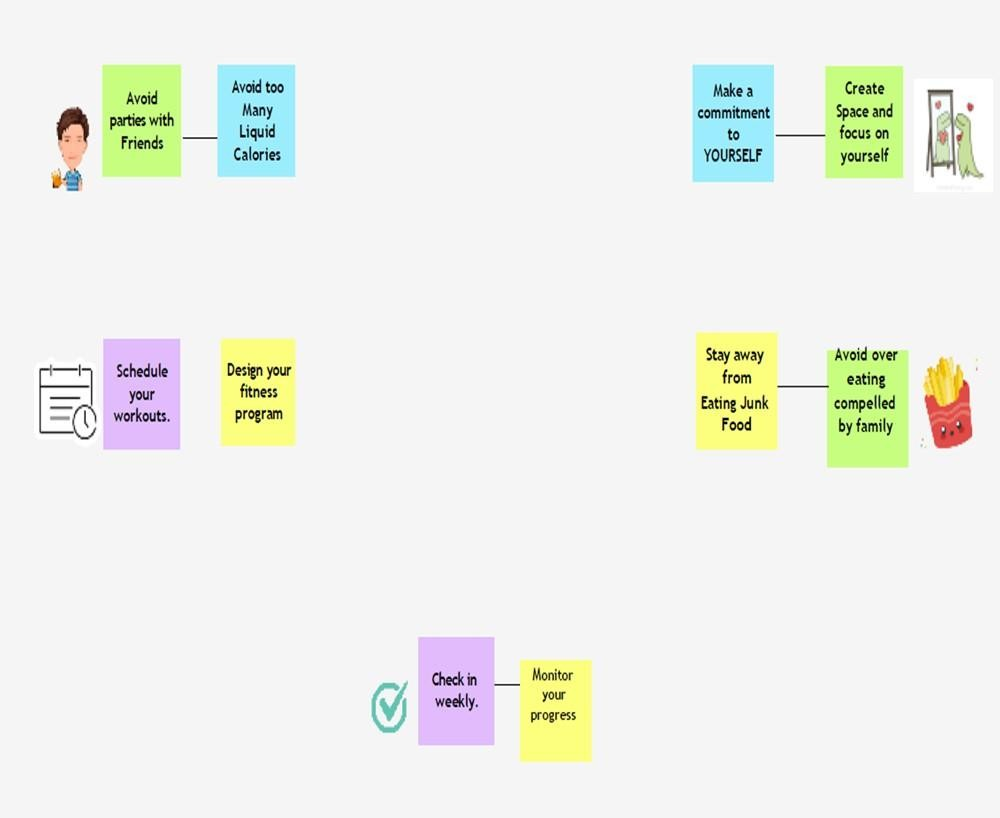 Avoid
parties with
Friends
Avoid too
Many
Liquid
Calories
Make a
commitment
to
YOURSELF
Create
Space and
focus on
yourself
Schedule
your
workouts.
Design your
fitness
program
Stay away
from
Eating Junk
Food
Avoid over
eating
compelled
by family
Check in
weekly.
Monitor
your
progress